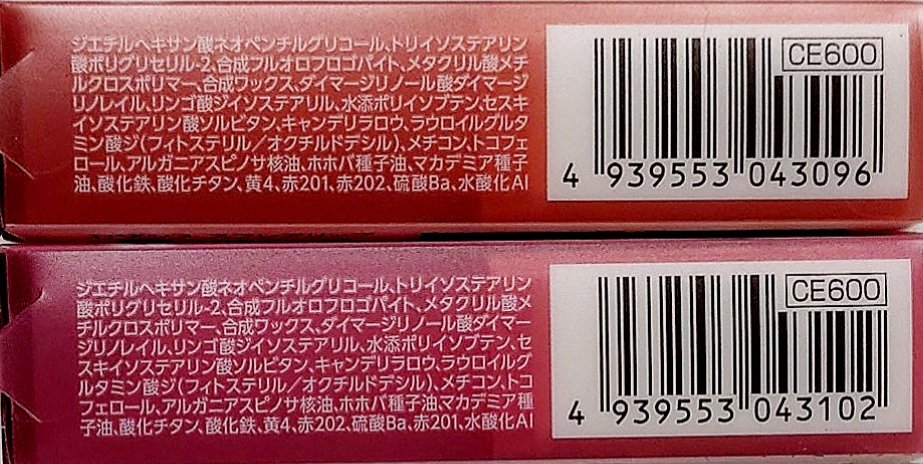 ジエチルヘキサン酸ネオペンチルグリコール、トリイソステアリン
酸ポリグリセリル-2、合成フルオロフロゴパイト、メタクリル酸メチ
ルクロスポリマー、合成ワックス、ダイマージリノール酸ダイマージ
リノレイル、リンゴ酸ジイソステアリル、水添ポリイソブテン、セスキ
イソステアリン酸ソルビタン、キャンデリラロウ、ラウロイルグルタ
ミン酸ジ(フィトステリル/オクチルドデシル)、メチコン、トコフェ
ロール、アルガニアスピノサ核油、ホホバ種子油、マカデミア種子
油、酸化鉄、酸化チタン、黄4、赤201、赤202、硫酸Ba、水酸化Al
CE600
4 939553 043096
ジエチルヘキサン酸ネオペンチルグリコール、トリイソステアリン
酸ポリグリセリル-2、合成フルオロフロゴパイト、メタクリル酸メ
チルクロスポリマー、合成ワックス、ダイマージリノール酸ダイマー
ジリノレイル、リンゴ酸ジイソステアリル、水添ポリイソブテン、セ
スキイソステアリン酸ソルビタン、キャンデリラロウ、ラウロイルグ
ルタミン酸ジ(フィトステリル/オクチルドデシル)、メチコン、トコ
フェロール、アルガニアスピノサ核油、ホホバ種子油、マカデミア種
子油、酸化チタン、酸化鉄、黄4、赤202、硫酸Ba、赤201、水酸化Al
CE600
4 939553 043102